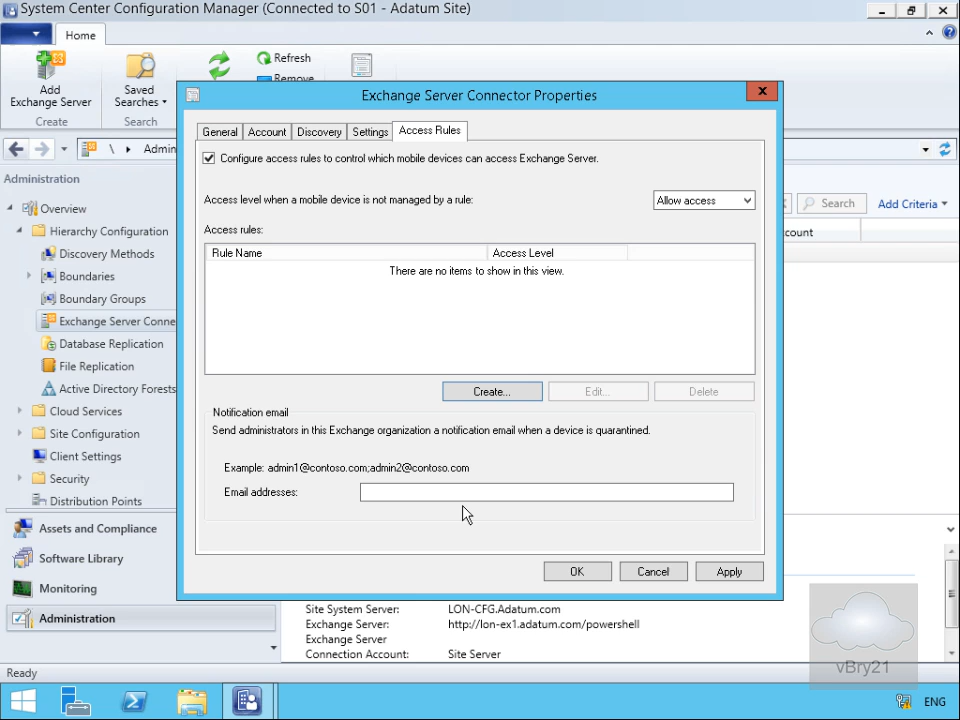 System Center Configuration Manager (Connected to S01 - Adatum Site)
Home
Add
Exchange Server
Create
Saved
Searches
Search
Refresh
Remove
\ Admin
Search
Add Criteria
Administration
Overview
Hierarchy Configuration
Discovery Methods
Boundaries
Boundary Groups
Exchange Server Conne
Database Replication
File Replication
Active Directory Forests
Cloud Services
Site Configuration
Client Settings
Security
Distribution Points
Assets and Compliance
Software Library
Monitoring
Administration
count
Exchange Server Connector Properties
General
Account
Discovery
Settings
Access Rules
Configure access rules to control which mobile devices can access Exchange Server.
Access level when a mobile device is not managed by a rule:
Allow access
Access rules:
Rule Name
Access Level
There are no items to show in this view.
Create...
Edit...
Delete
Notification email
Send administrators in this Exchange organization a notification email when a device is quarantined.
Example: admin1@contoso.com;admin2@contoso.com
Email addresses:
OK
Cancel
Apply
Site System Server: LON-CFG.Adatum.com
Exchange Server: http://lon-ex1.adatum.com/powershell
Exchange Server
Connection Account: Site Server
vBry21
Ready
ENG